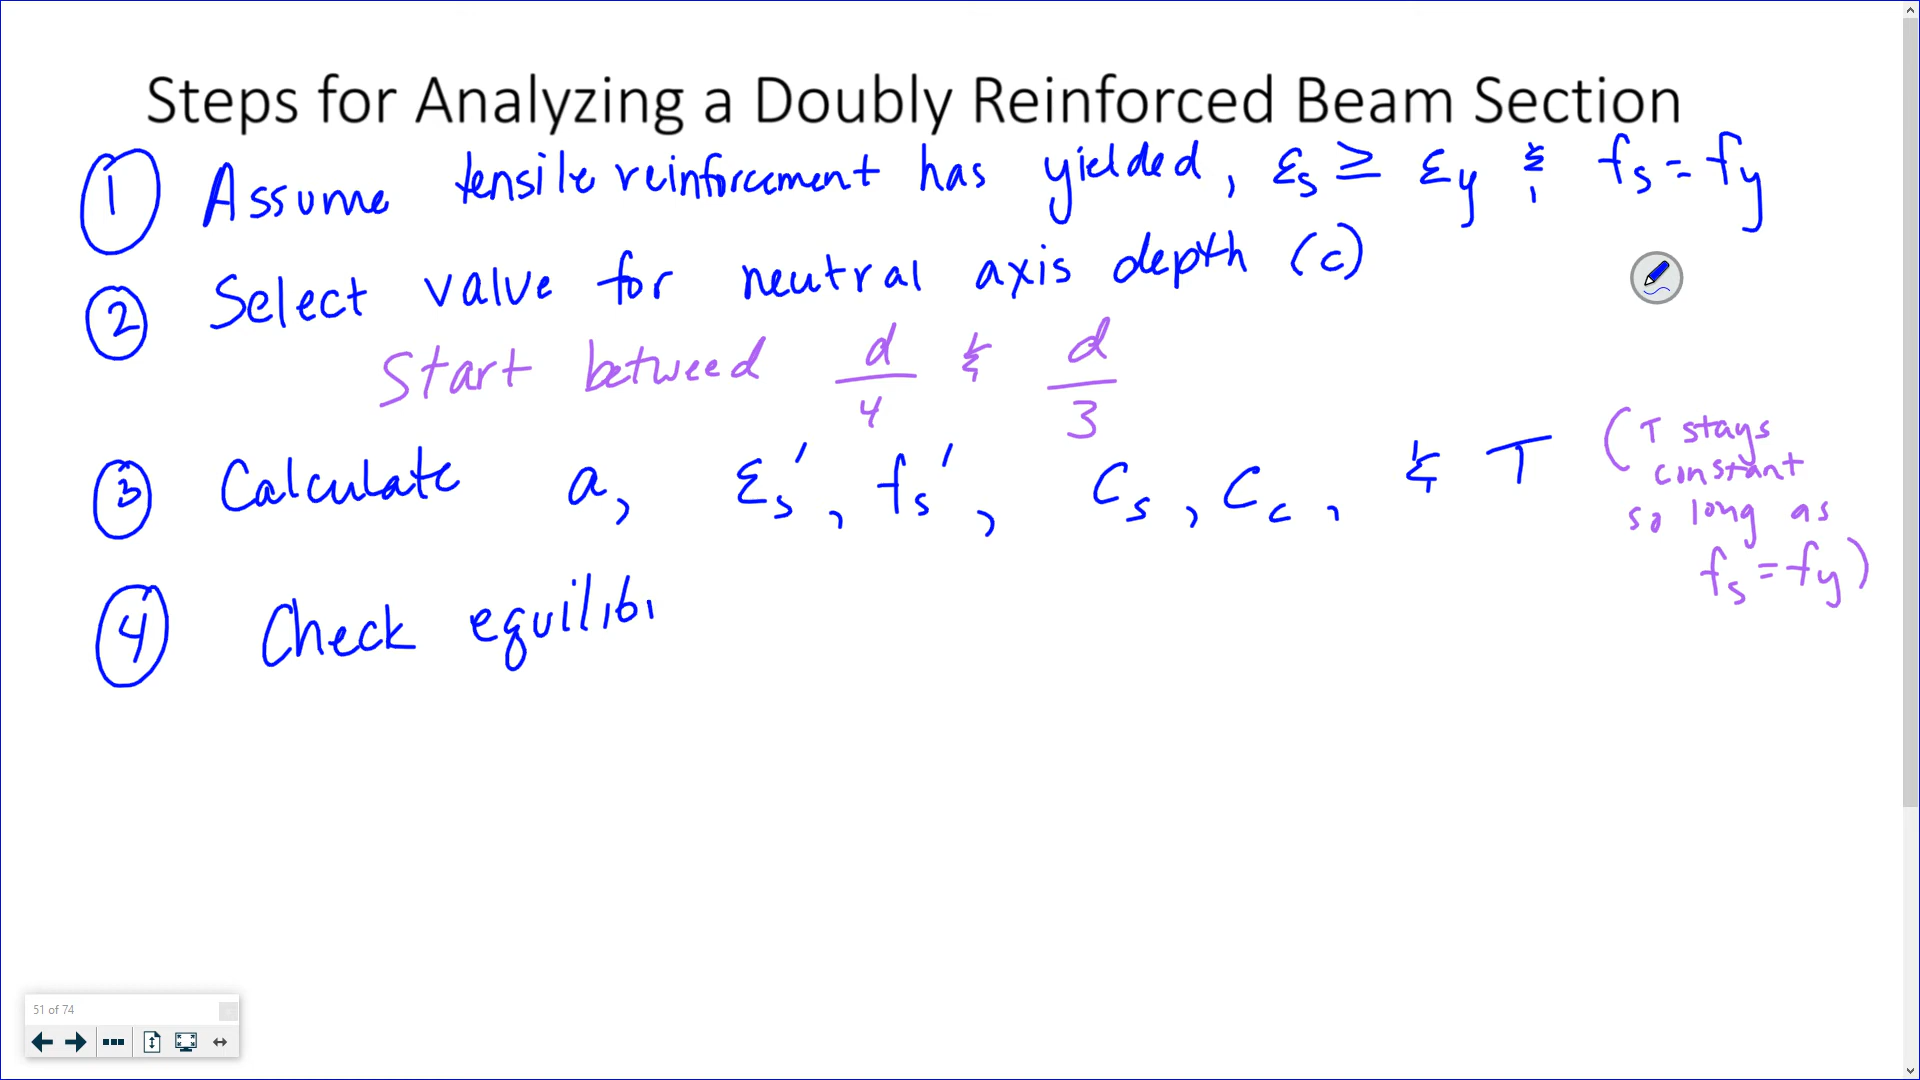 Steps for Analyzing a Doubly Reinforced Beam Section
① Assume tensile reinforcement has yielded, εs ≥ εy & fs = fy
② Select value for neutral axis depth (c)
Start betweed d/4 & d/3
③ Calculate a, εs', fs', Cs, Cc, & T
(T stays
constant
so long as
fs = fy)
④ Check equilibi
51 of 74